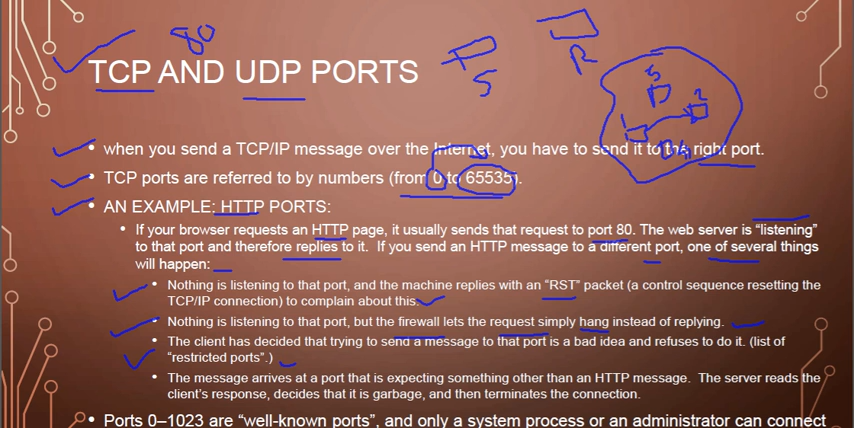 80
TCP AND UDP PORTS
S
R
5
2
1
4
• when you send a TCP/IP message over the Internet, you have to send it to the right port.
• TCP ports are referred to by numbers (from 0 to 65535).
• AN EXAMPLE: HTTP PORTS:
• If your browser requests an HTTP page, it usually sends that request to port 80. The web server is “listening”
to that port and therefore replies to it. If you send an HTTP message to a different port, one of several things
will happen:
• Nothing is listening to that port, and the machine replies with an “RST” packet (a control sequence resetting the
TCP/IP connection) to complain about this.
• Nothing is listening to that port, but the firewall lets the request simply hang instead of replying.
• The client has decided that trying to send a message to that port is a bad idea and refuses to do it. (list of
“restricted ports”.)
• The message arrives at a port that is expecting something other than an HTTP message. The server reads the
client’s response, decides that it is garbage, and then terminates the connection.
• Ports 0–1023 are “well-known ports”, and only a system process or an administrator can connect